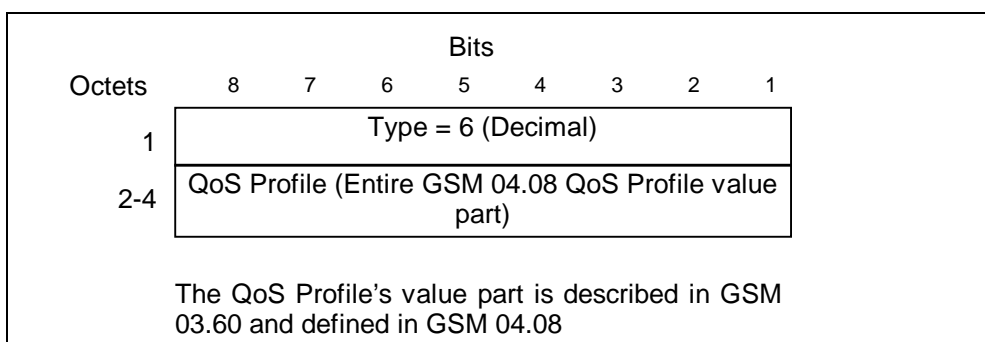 Bits
Octets 8 7 6 5 4 3 2 1
1 Type = 6 (Decimal)
2-4 QoS Profile (Entire GSM 04.08 QoS Profile value
part)
The QoS Profile's value part is described in GSM
03.60 and defined in GSM 04.08